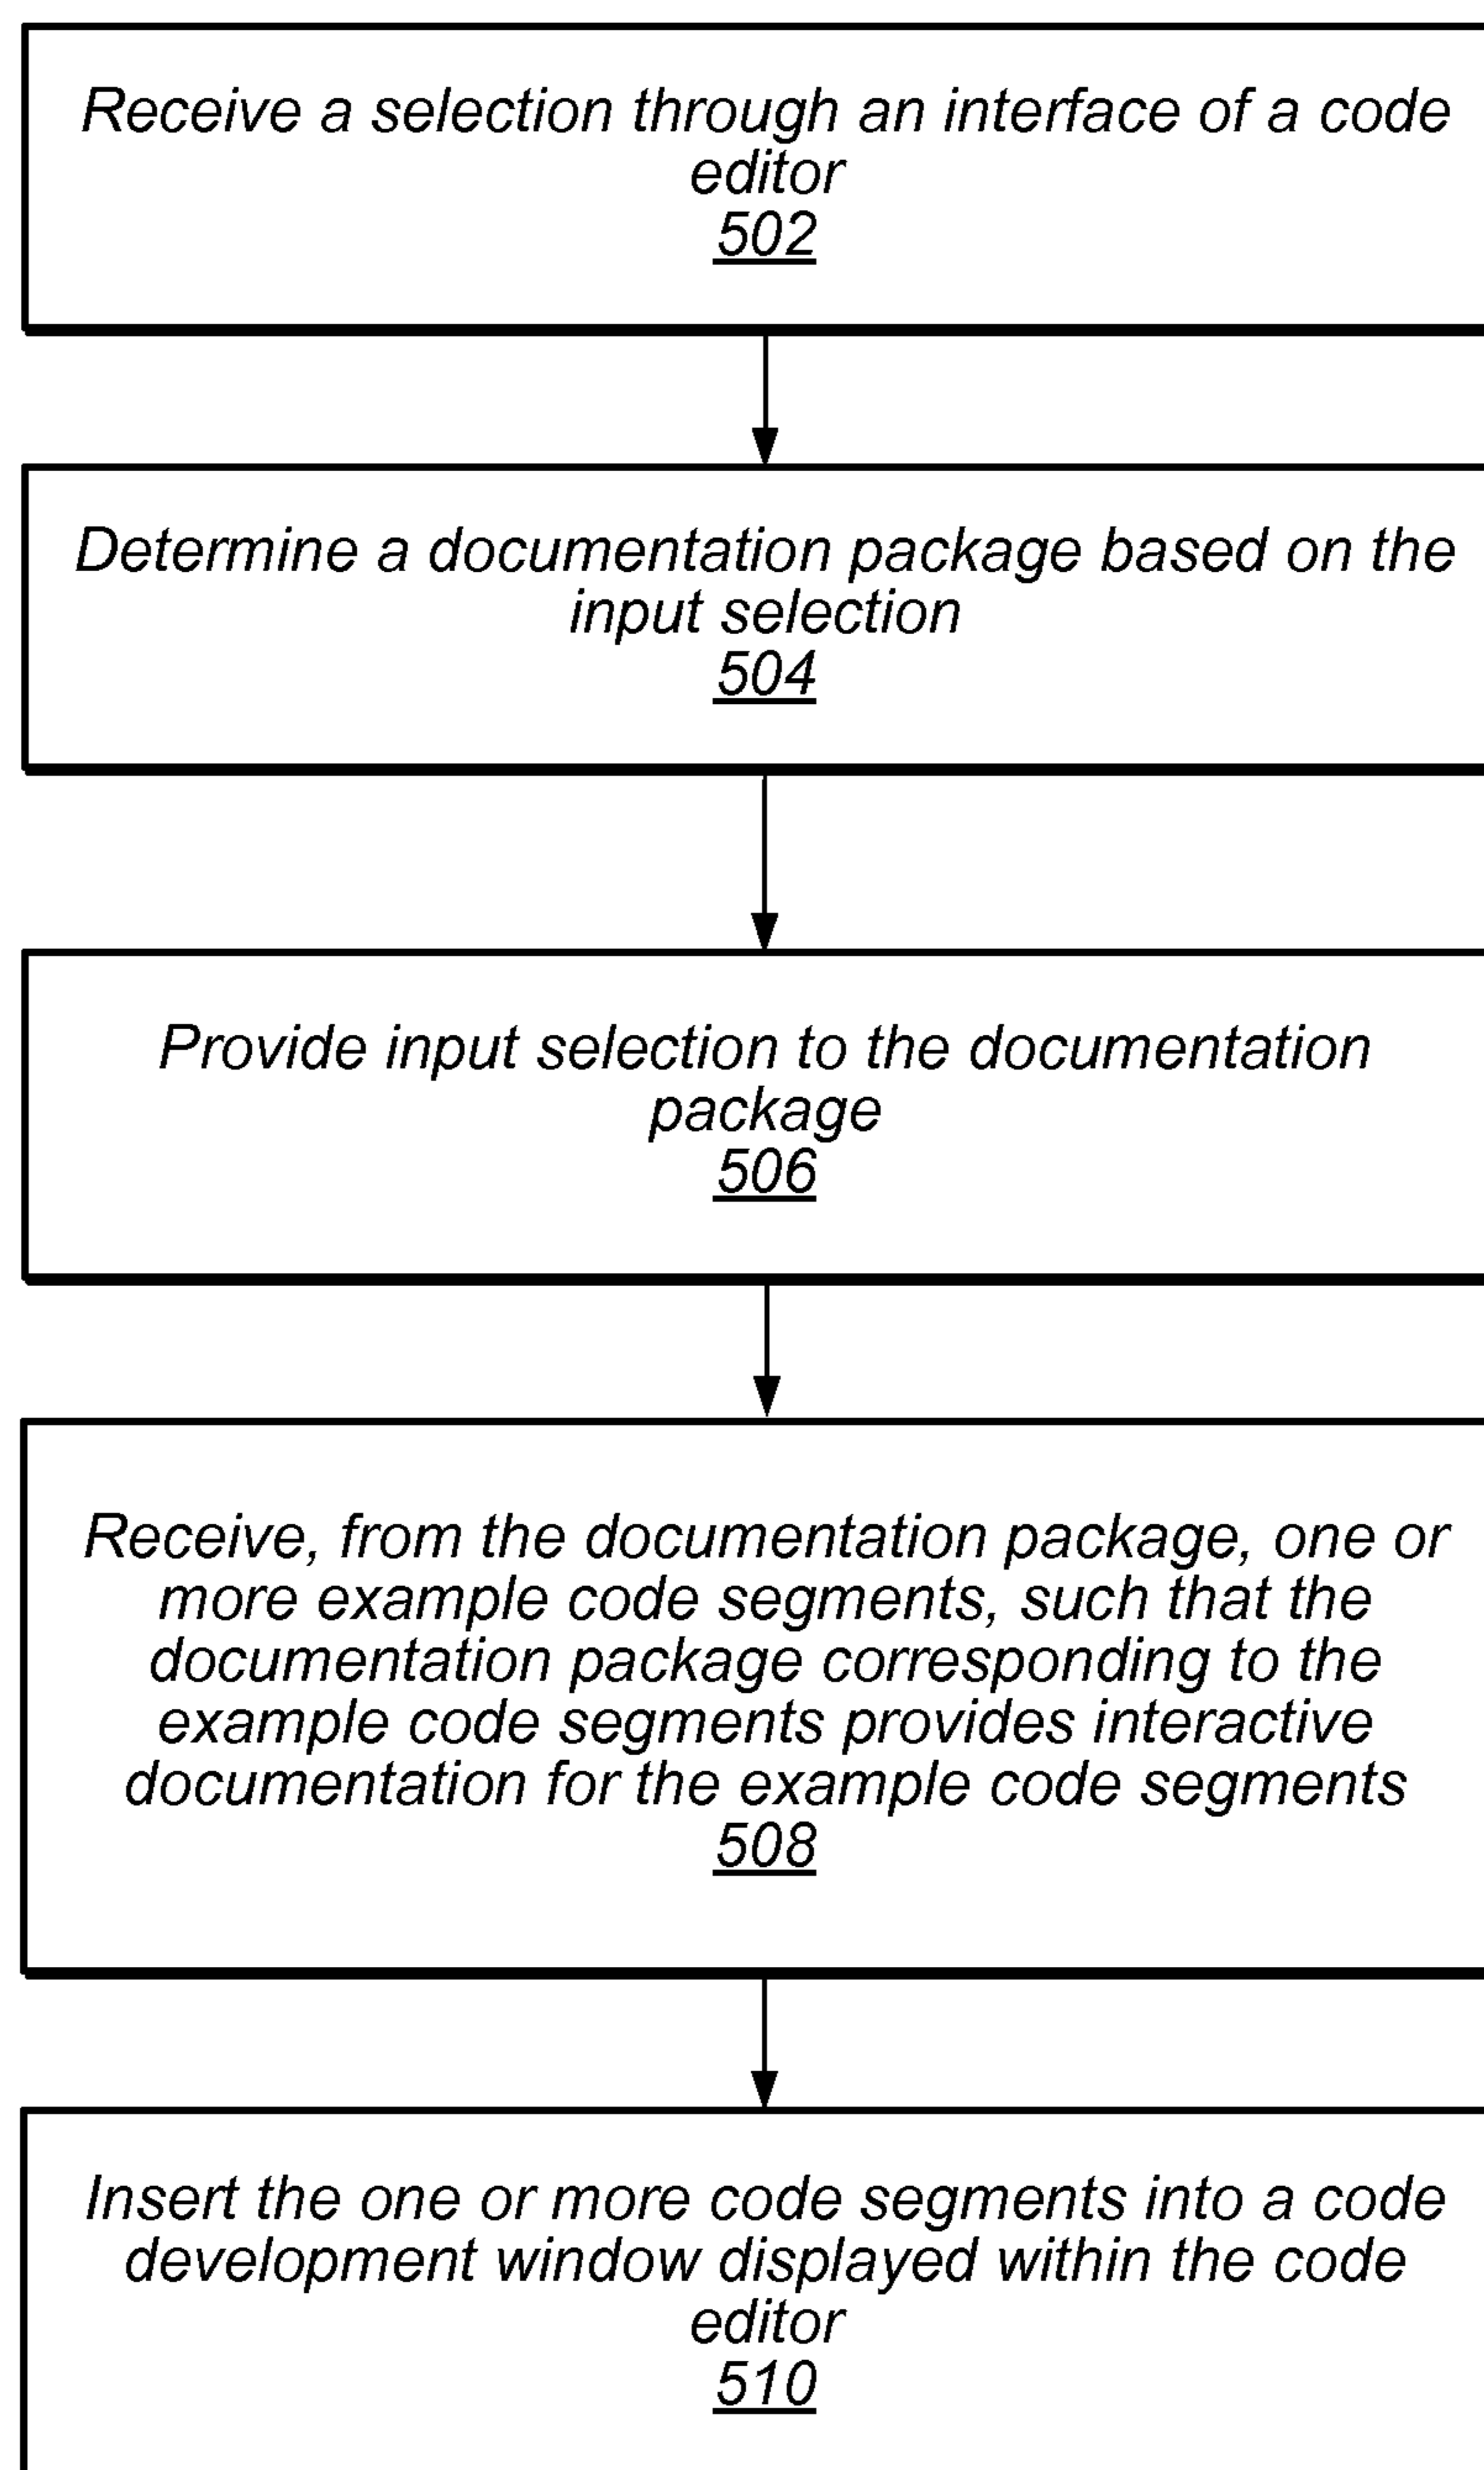 Receive a selection through an interface of a code
editor
502
Determine a documentation package based on the
input selection
504
Provide input selection to the documentation
package
506
Receive, from the documentation package, one or
more example code segments, such that the
documentation package corresponding to the
example code segments provides interactive
documentation for the example code segments
508
Insert the one or more code segments into a code
development window displayed within the code
editor
510